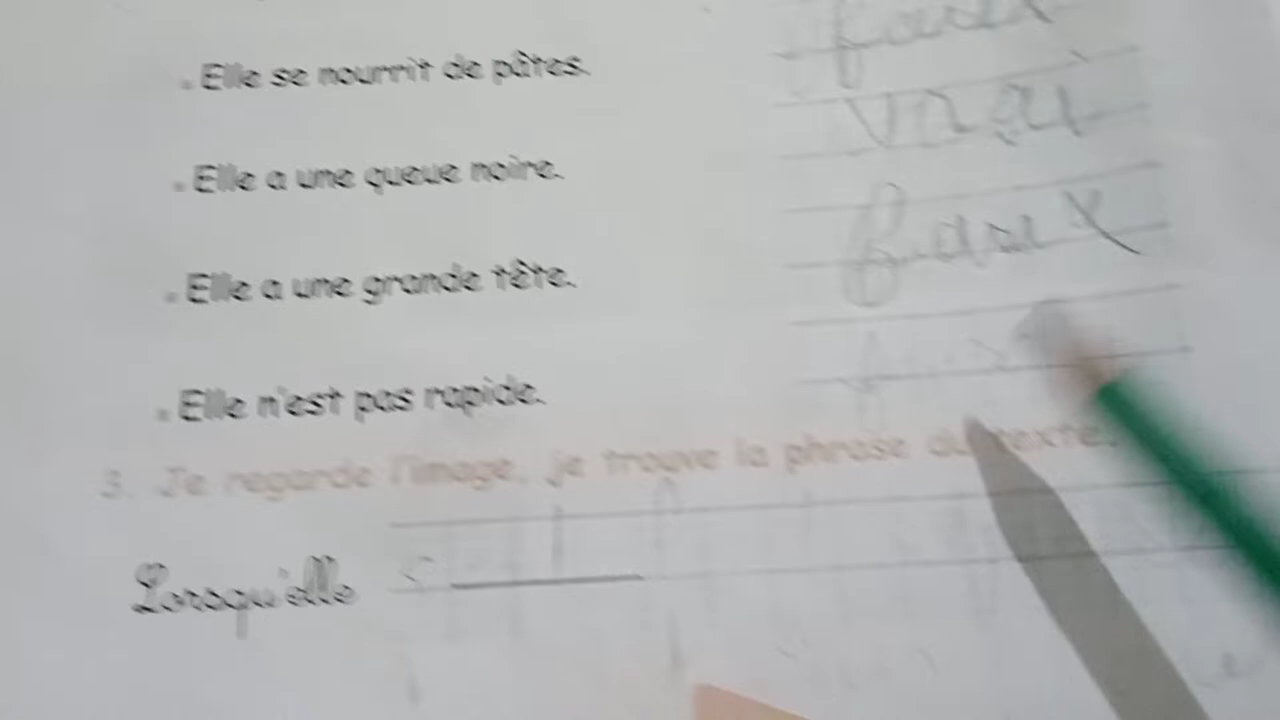 faux
Elle se nourrit de pâtes.
vrai
Elle a une queue noire.
faux
Elle a une grande tête.
Elle n'est pas rapide.
3. Je regarde l'image, je trouve la phrase du texte.
Lorsqu'elle